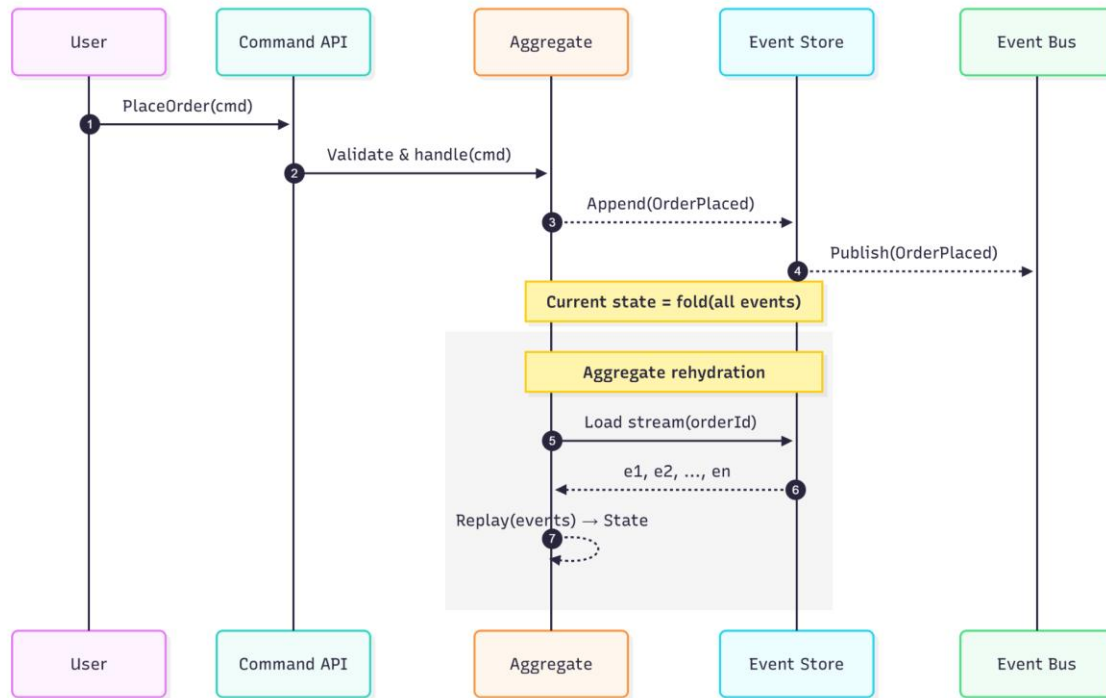 User
Command API
Aggregate
Event Store
Event Bus
PlaceOrder(cmd)
1
Validate & handle(cmd)
2
Append(OrderPlaced)
3
Publish(OrderPlaced)
4
Current state = fold(all events)
Aggregate rehydration
Load stream(orderId)
5
e1, e2, ..., en
6
Replay(events) → State
7
User
Command API
Aggregate
Event Store
Event Bus